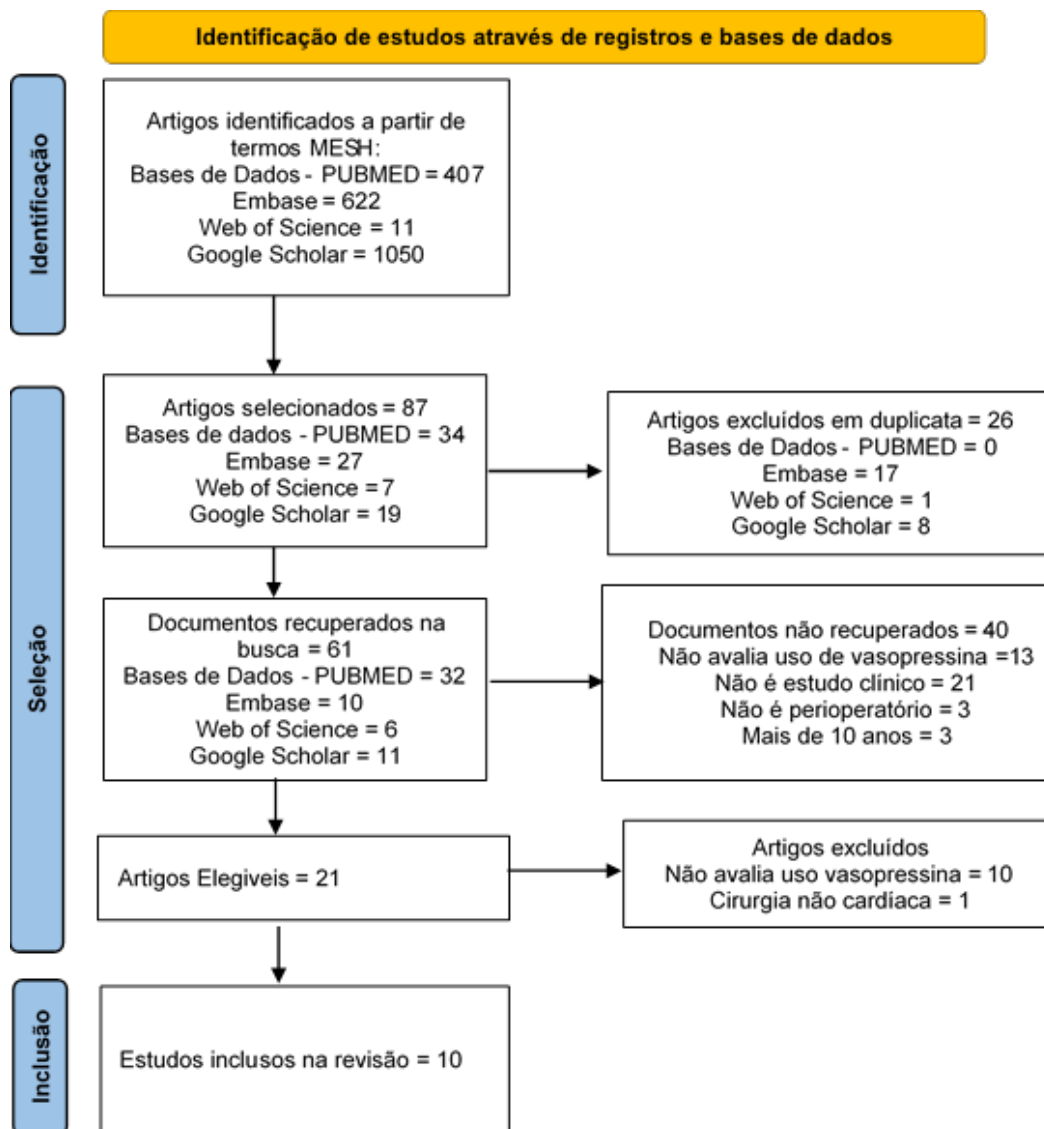 Identificação de estudos através de registros e bases de dados
Identificação
Artigos identificados a partir de
termos MESH:
Bases de Dados - PUBMED = 407
Embase = 622
Web of Science = 11
Google Scholar = 1050
Seleção
Artigos selecionados = 87
Bases de dados - PUBMED = 34
Embase = 27
Web of Science = 7
Google Scholar = 19
Artigos excluídos em duplicata = 26
Bases de Dados - PUBMED = 0
Embase = 17
Web of Science = 1
Google Scholar = 8
Documentos recuperados na
busca = 61
Bases de Dados - PUBMED = 32
Embase = 10
Web of Science = 6
Google Scholar = 11
Documentos não recuperados = 40
Não avalia uso de vasopressina =13
Não é estudo clínico = 21
Não é perioperatório = 3
Mais de 10 anos = 3
Artigos Elegiveis = 21
Artigos excluídos
Não avalia uso vasopressina = 10
Cirurgia não cardíaca = 1
Inclusão
Estudos inclusos na revisão = 10